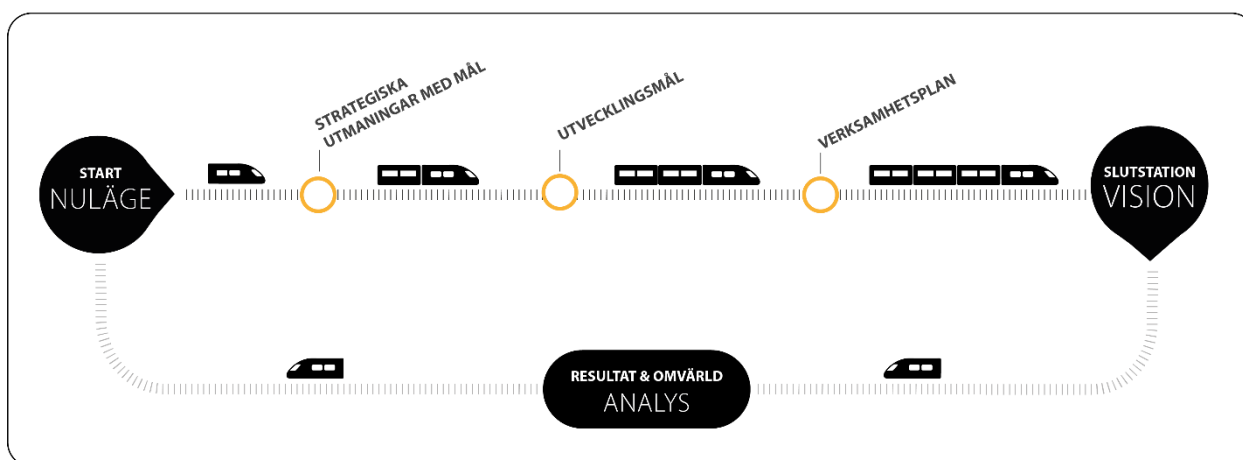 STRATEGISKA
UTMANINGAR MED MÅL
UTVECKLINGSMÅL
VERKSAMHETSPLAN
START
NULÄGE
SLUTSTATION
VISION
RESULTAT & OMVÄRLD
ANALYS